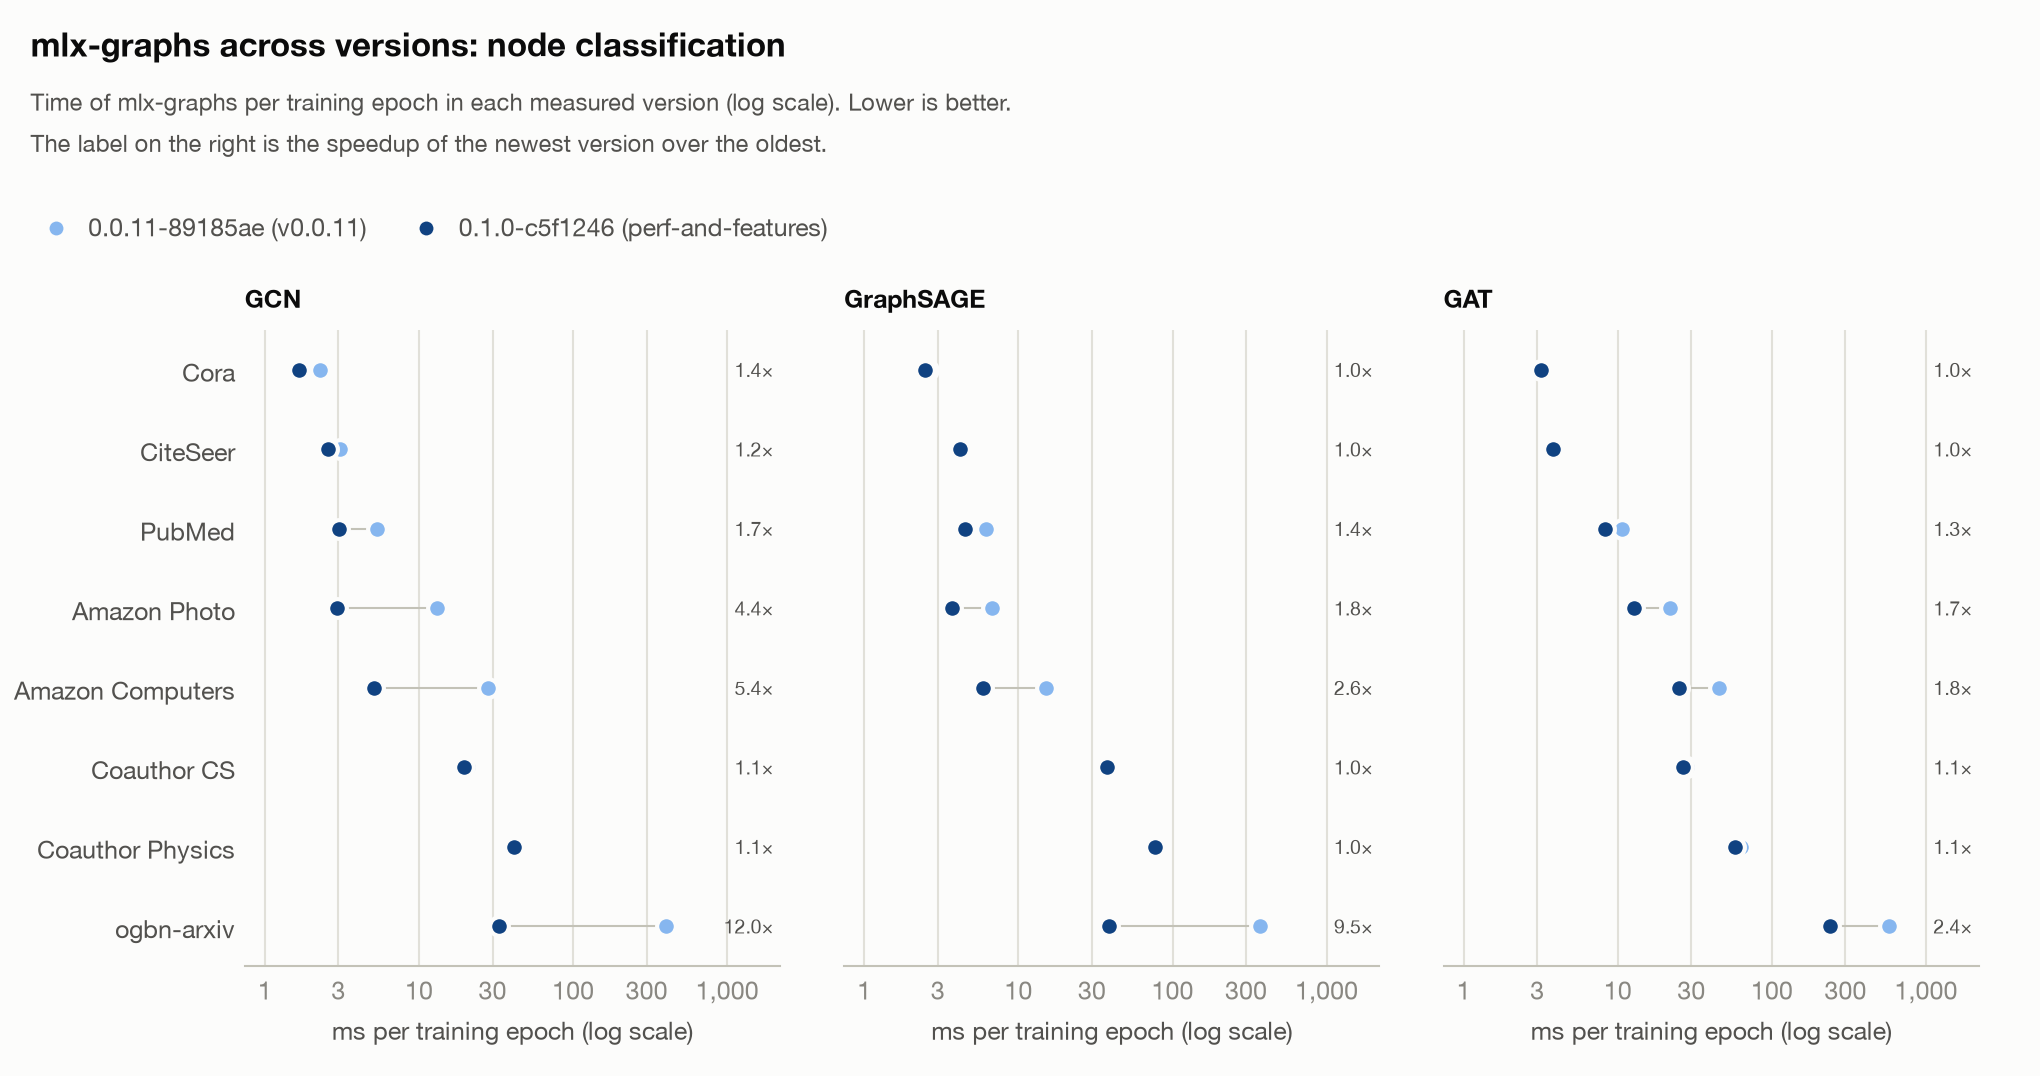 mlx-graphs across versions: node classification
Time of mlx-graphs per training epoch in each measured version (log scale). Lower is better.
The label on the right is the speedup of the newest version over the oldest.
0.0.11-89185ae (v0.0.11)
0.1.0-c5f1246 (perf-and-features)
GCN
GraphSAGE
GAT
Cora 1.4× 1.0× 1.0×
CiteSeer 1.2× 1.0× 1.0×
PubMed 1.7× 1.4× 1.3×
Amazon Photo 4.4× 1.8× 1.7×
Amazon Computers 5.4× 2.6× 1.8×
Coauthor CS 1.1× 1.0× 1.1×
Coauthor Physics 1.1× 1.0× 1.1×
ogbn-arxiv 12.0× 9.5× 2.4×
1 3 10 30 100 300 1,000
1 3 10 30 100 300 1,000
1 3 10 30 100 300 1,000
ms per training epoch (log scale)
ms per training epoch (log scale)
ms per training epoch (log scale)